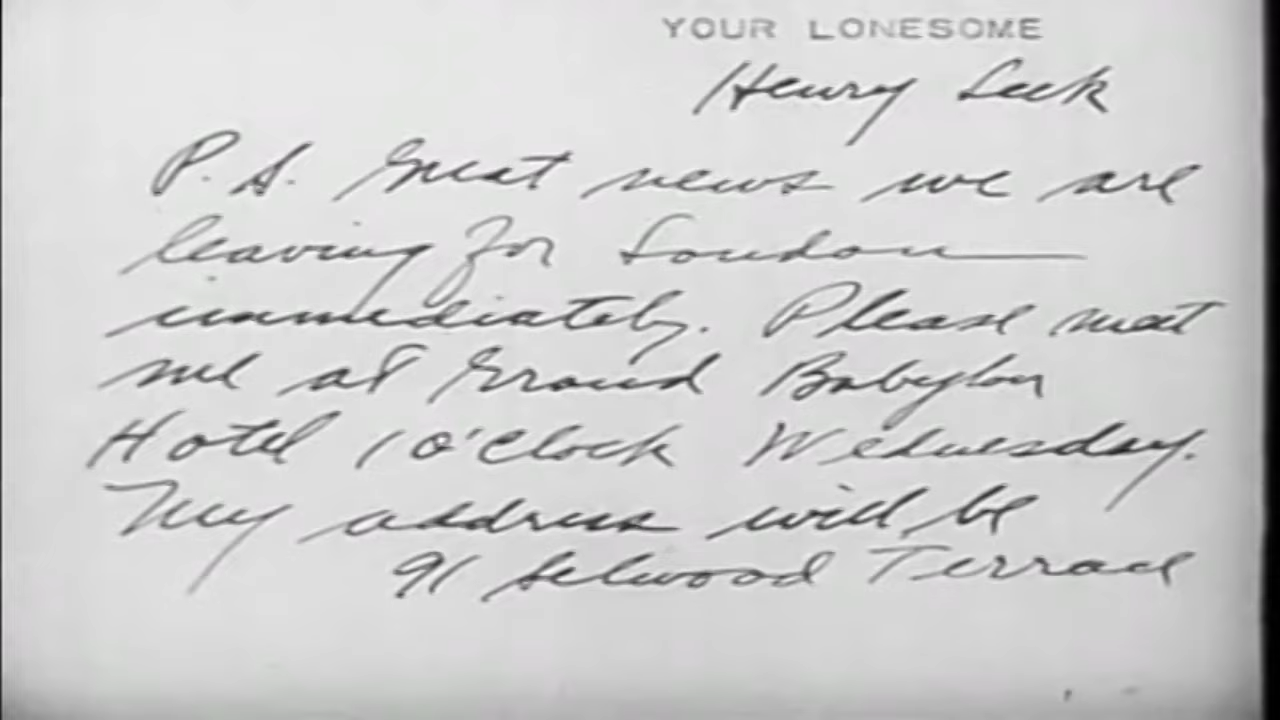 YOUR LONESOME
Henry Leek
P.S. Great news we are
leaving for London
immediately. Please meet
me at Grand Babylon
Hotel 1 o'clock Wednesday.
My address will be
91 Selwood Terrace